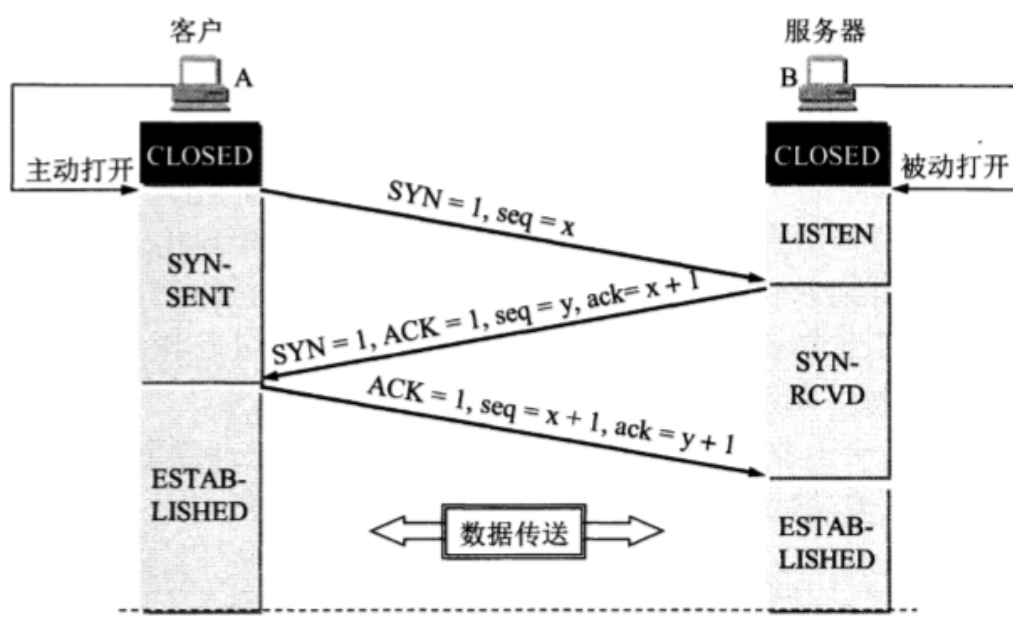 客户
服务器
A
B
CLOSED
CLOSED
主动打开
被动打开
SYN = 1, seq = x
LISTEN
SYN-
SENT
SYN = 1, ACK = 1, seq = y, ack= x + 1
SYN-
RCVD
ACK = 1, seq = x + 1, ack = y + 1
ESTAB-
LISHED
数据传送
ESTAB-
LISHED